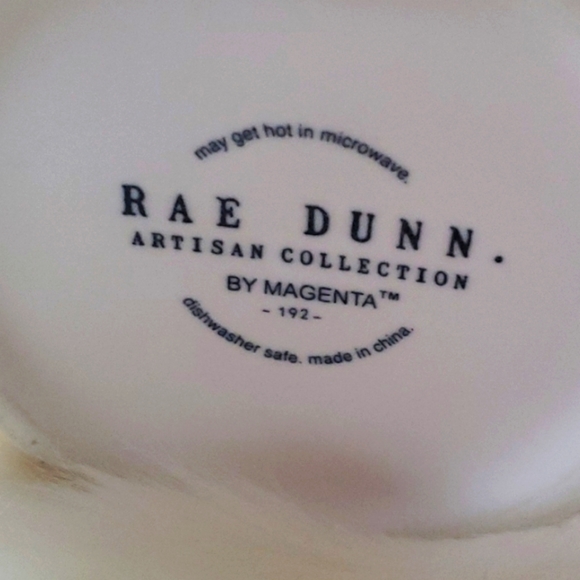 may get hot in microwave.
RAE DUNN.
ARTISAN COLLECTION
BY MAGENTA™
- 192 -
dishwasher safe. made in china.